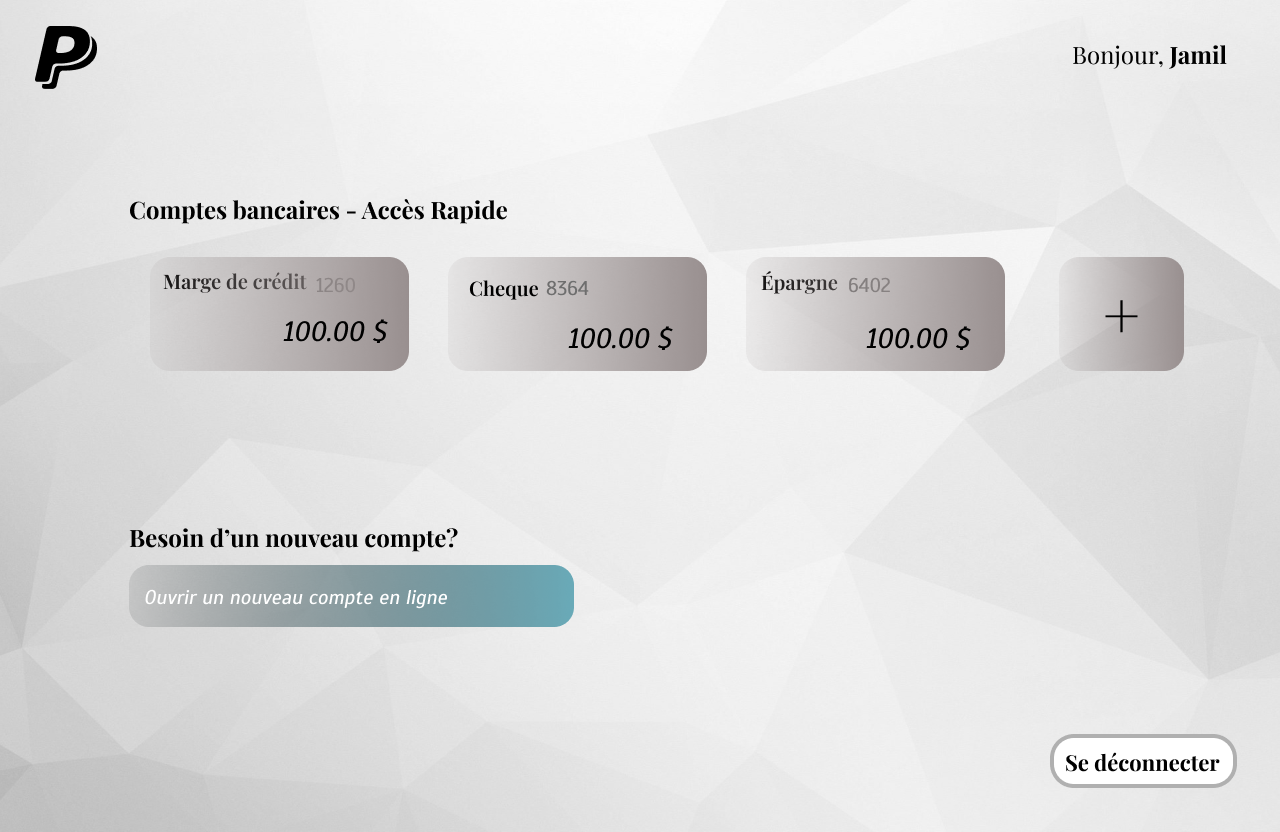 Bonjour, Jamil
Comptes bancaires - Accès Rapide
Marge de crédit 1260
100.00 $
Cheque 8364
100.00 $
Épargne 6402
100.00 $
+
Besoin d’un nouveau compte?
Ouvrir un nouveau compte en ligne
Se déconnecter